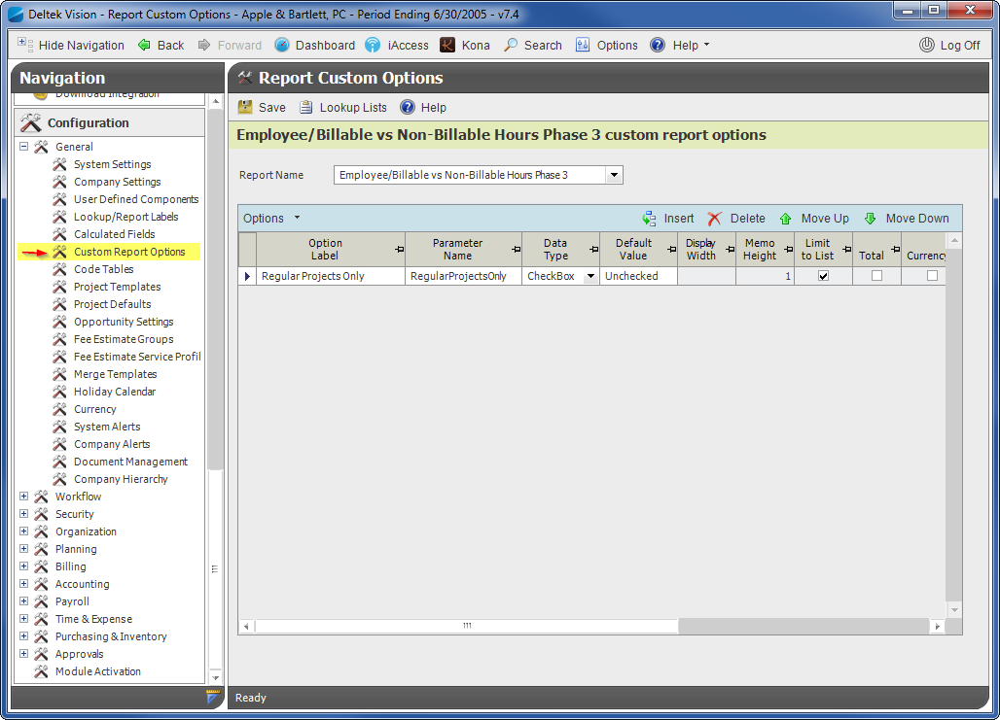 Deltek Vision - Report Custom Options - Apple & Bartlett, PC - Period Ending 6/30/2005 - v7.4
Hide Navigation Back Forward Dashboard iAccess Kona Search Options Help Log Off
Navigation
Download Integration
Configuration
General
System Settings
Company Settings
User Defined Components
Lookup/Report Labels
Calculated Fields
Custom Report Options
Code Tables
Project Templates
Project Defaults
Opportunity Settings
Fee Estimate Groups
Fee Estimate Service Profil
Merge Templates
Holiday Calendar
Currency
System Alerts
Company Alerts
Document Management
Company Hierarchy
Workflow
Security
Organization
Planning
Billing
Accounting
Payroll
Time & Expense
Purchasing & Inventory
Approvals
Module Activation
Report Custom Options
Save Lookup Lists Help
Employee/Billable vs Non-Billable Hours Phase 3 custom report options
Report Name Employee/Billable vs Non-Billable Hours Phase 3
Options Insert Delete Move Up Move Down
Option Label Parameter Name Data Type Default Value Display Width Memo Height Limit to List Total Currency
Regular Projects Only RegularProjectsOnly CheckBox Unchecked 1
Ready